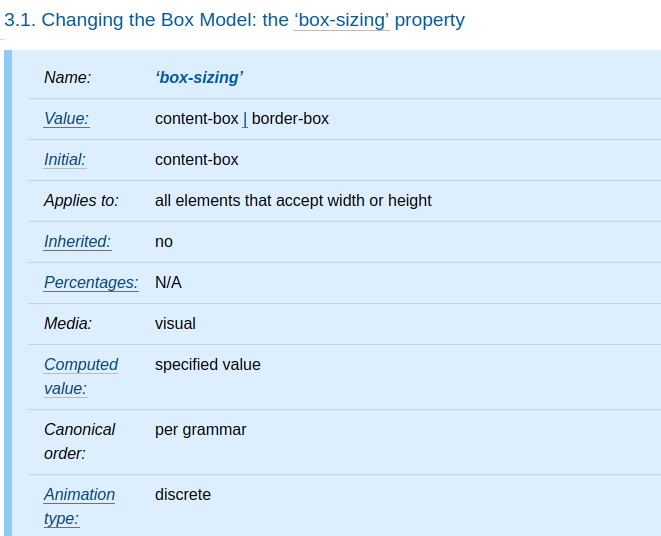 3.1. Changing the Box Model: the ‘box-sizing’ property
Name: ‘box-sizing’
Value: content-box | border-box
Initial: content-box
Applies to: all elements that accept width or height
Inherited: no
Percentages: N/A
Media: visual
Computed value: specified value
Canonical order: per grammar
Animation type: discrete